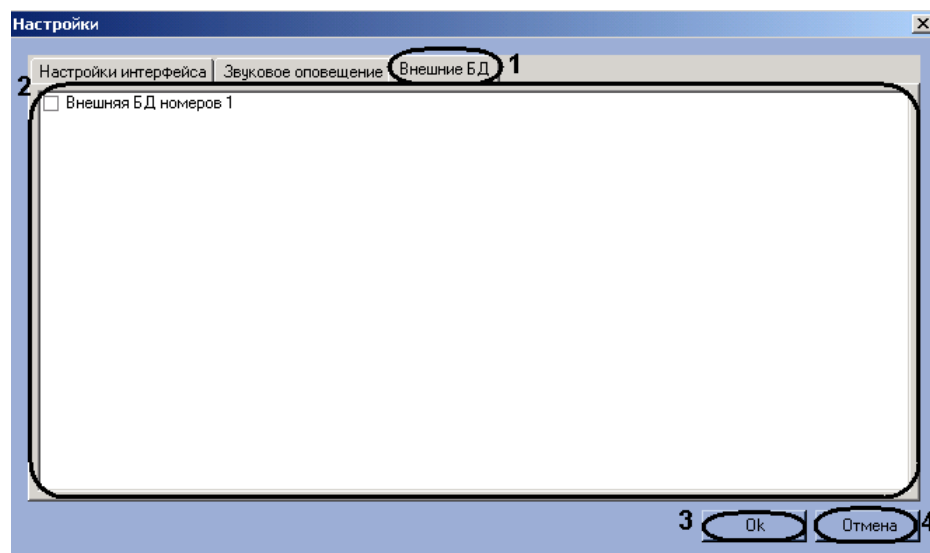 Настройки
Настройки интерфейса Звуковое оповещение Внешние БД 1
2
Внешняя БД номеров 1
3 Ok Отмена 4